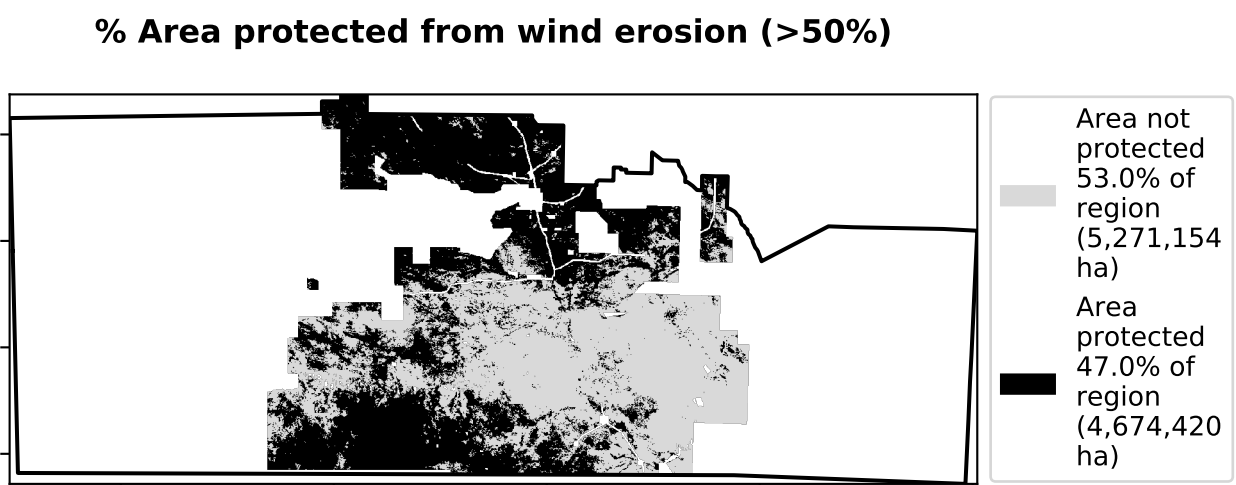 % Area protected from wind erosion (>50%)
Area not
protected
53.0% of
region
(5,271,154
ha)
Area
protected
47.0% of
region
(4,674,420
ha)